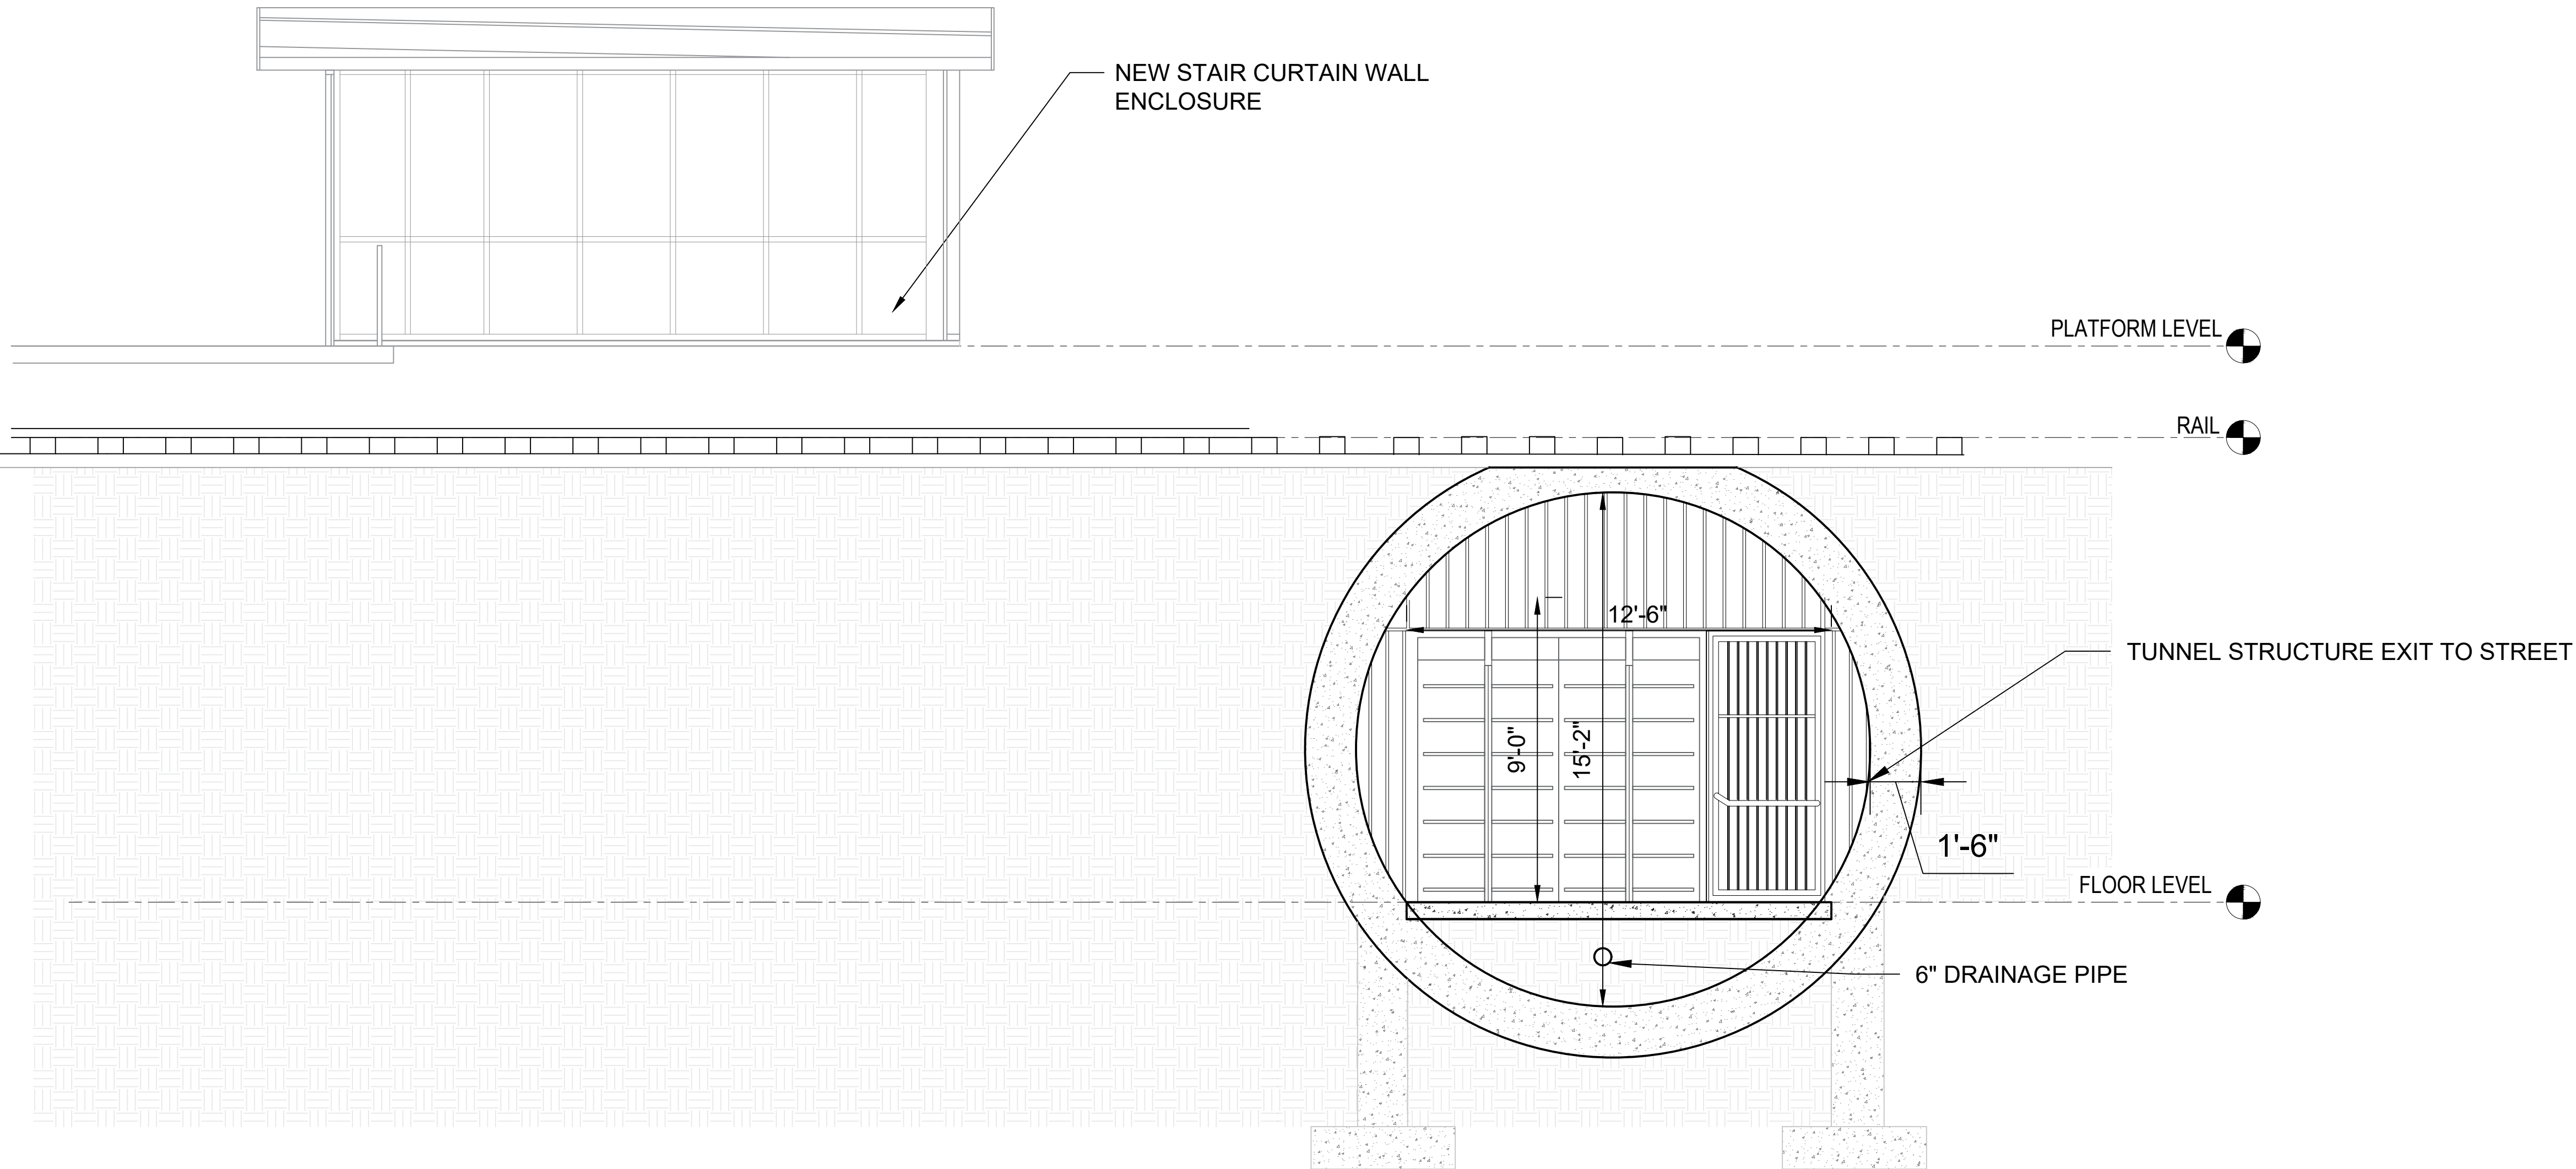 NEW STAIR CURTAIN WALL
ENCLOSURE
PLATFORM LEVEL
RAIL
12'-6"
TUNNEL STRUCTURE EXIT TO STREET
9'-0"
15'-2"
1'-6"
FLOOR LEVEL
6" DRAINAGE PIPE